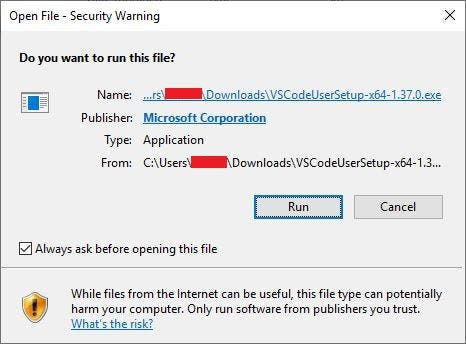 Open File - Security Warning
Do you want to run this file?
Name: ...rs\ \Downloads\VSCodeUserSetup-x64-1.37.0.exe
Publisher: Microsoft Corporation
Type: Application
From: C:\Users\ \Downloads\VSCodeUserSetup-x64-1.3...
Run Cancel
Always ask before opening this file
While files from the Internet can be useful, this file type can potentially
harm your computer. Only run software from publishers you trust.
What's the risk?